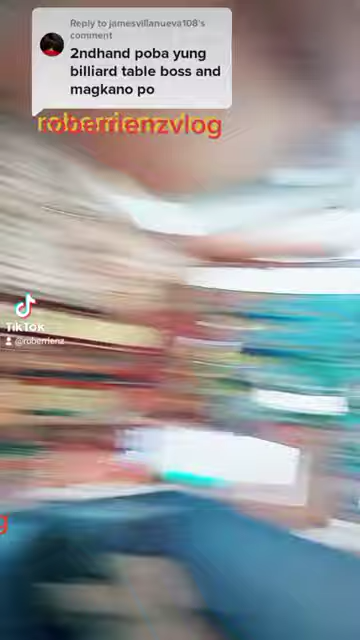 Reply to jamesvillanueva108's
comment
2ndhand poba yung
billiard table boss and
magkano po
roberrienzvlog
TikTok
@roberrienz
g